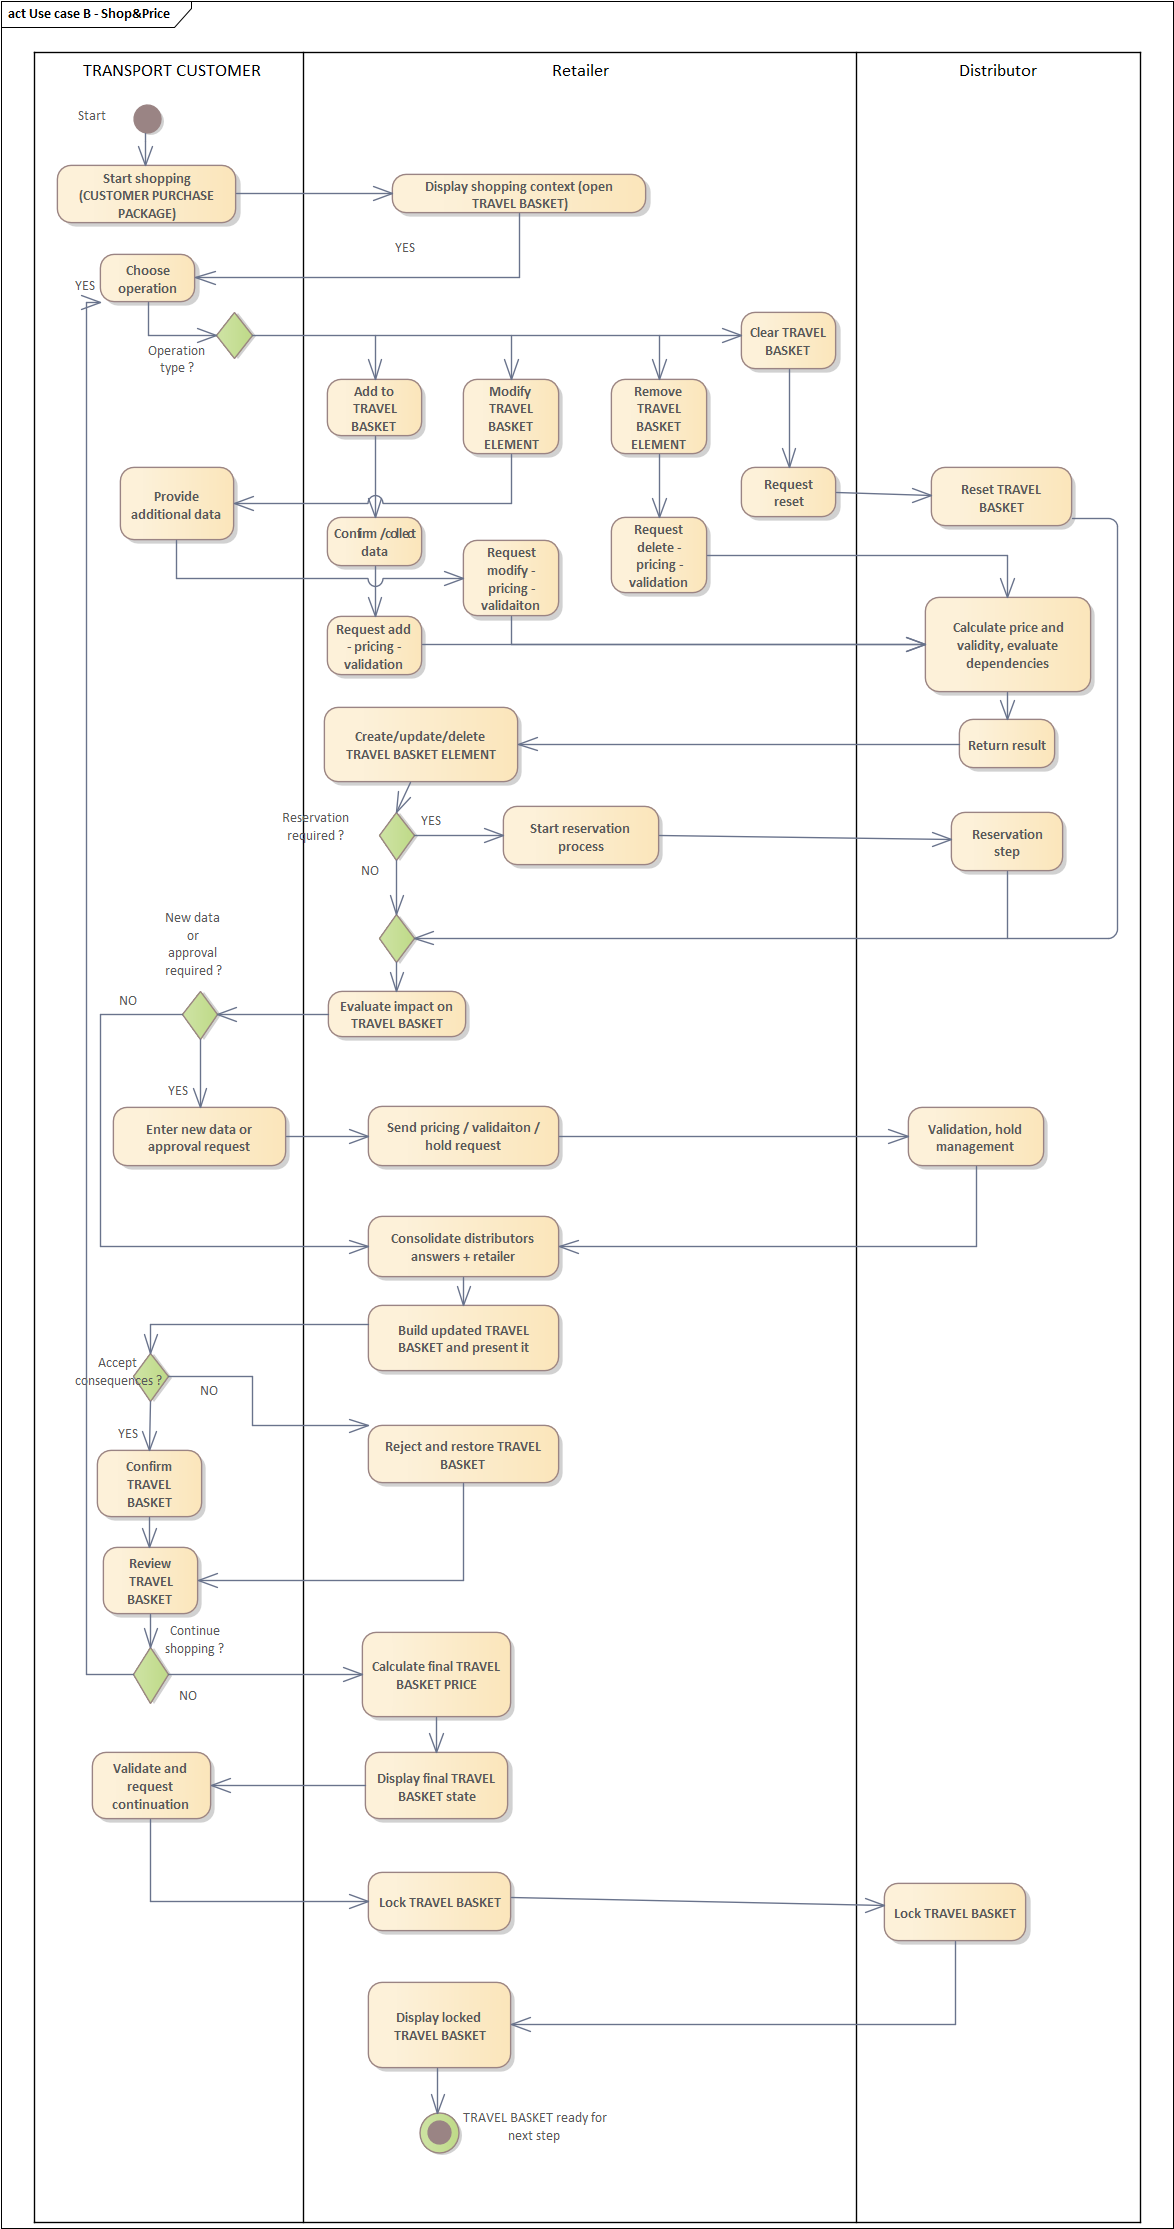 act Use case B - Shop&Price
TRANSPORT CUSTOMER
Retailer
Distributor
Start
Start shopping
(CUSTOMER PURCHASE
PACKAGE)
Display shopping context (open
TRAVEL BASKET)
YES
Choose
operation
YES
Operation
type ?
Clear TRAVEL
BASKET
Add to
TRAVEL
BASKET
Modify
TRAVEL
BASKET
ELEMENT
Remove
TRAVEL
BASKET
ELEMENT
Provide
additional data
Request
reset
Reset TRAVEL
BASKET
Confirm /collect
data
Request
modify -
pricing -
validaiton
Request
delete -
pricing -
validation
Request add
- pricing -
validation
Calculate price and
validity, evaluate
dependencies
Create/update/delete
TRAVEL BASKET ELEMENT
Return result
Reservation
required ?
YES
Start reservation
process
Reservation
step
NO
New data
or
approval
required ?
NO
Evaluate impact on
TRAVEL BASKET
YES
Enter new data or
approval request
Send pricing / validaiton /
hold request
Validation, hold
management
Consolidate distributors
answers + retailer
Build updated TRAVEL
BASKET and present it
Accept
consequences ?
NO
YES
Reject and restore TRAVEL
BASKET
Confirm
TRAVEL
BASKET
Review
TRAVEL
BASKET
Continue
shopping ?
NO
Calculate final TRAVEL
BASKET PRICE
Validate and
request
continuation
Display final TRAVEL
BASKET state
Lock TRAVEL BASKET
Lock TRAVEL BASKET
Display locked
TRAVEL BASKET
TRAVEL BASKET ready for
next step